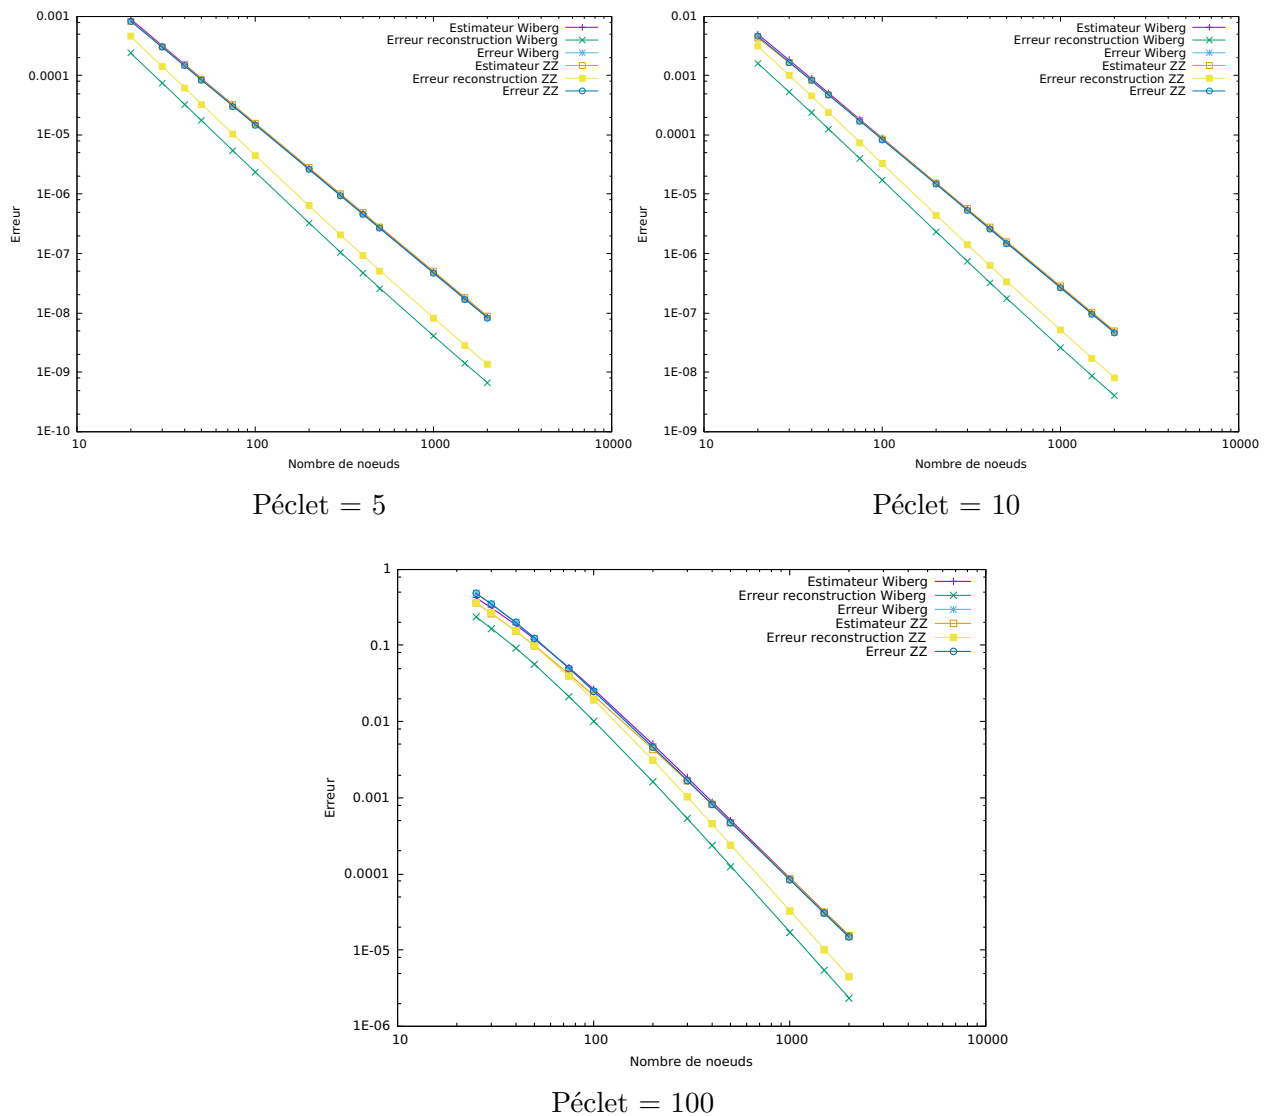 0.001
0.0001
1E-05
1E-06
1E-07
1E-08
1E-09
1E-10
Erreur
10
100
1000
10000
Nombre de noeuds
Estimateur Wiberg
Erreur reconstruction Wiberg
Erreur Wiberg
Estimateur ZZ
Erreur reconstruction ZZ
Erreur ZZ
Péclet = 5
0.01
0.001
0.0001
1E-05
1E-06
1E-07
1E-08
1E-09
Erreur
10
100
1000
10000
Nombre de noeuds
Estimateur Wiberg
Erreur reconstruction Wiberg
Erreur Wiberg
Estimateur ZZ
Erreur reconstruction ZZ
Erreur ZZ
Péclet = 10
1
0.1
0.01
0.001
0.0001
1E-05
1E-06
Erreur
10
100
1000
10000
Nombre de noeuds
Estimateur Wiberg
Erreur reconstruction Wiberg
Erreur Wiberg
Estimateur ZZ
Erreur reconstruction ZZ
Erreur ZZ
Péclet = 100